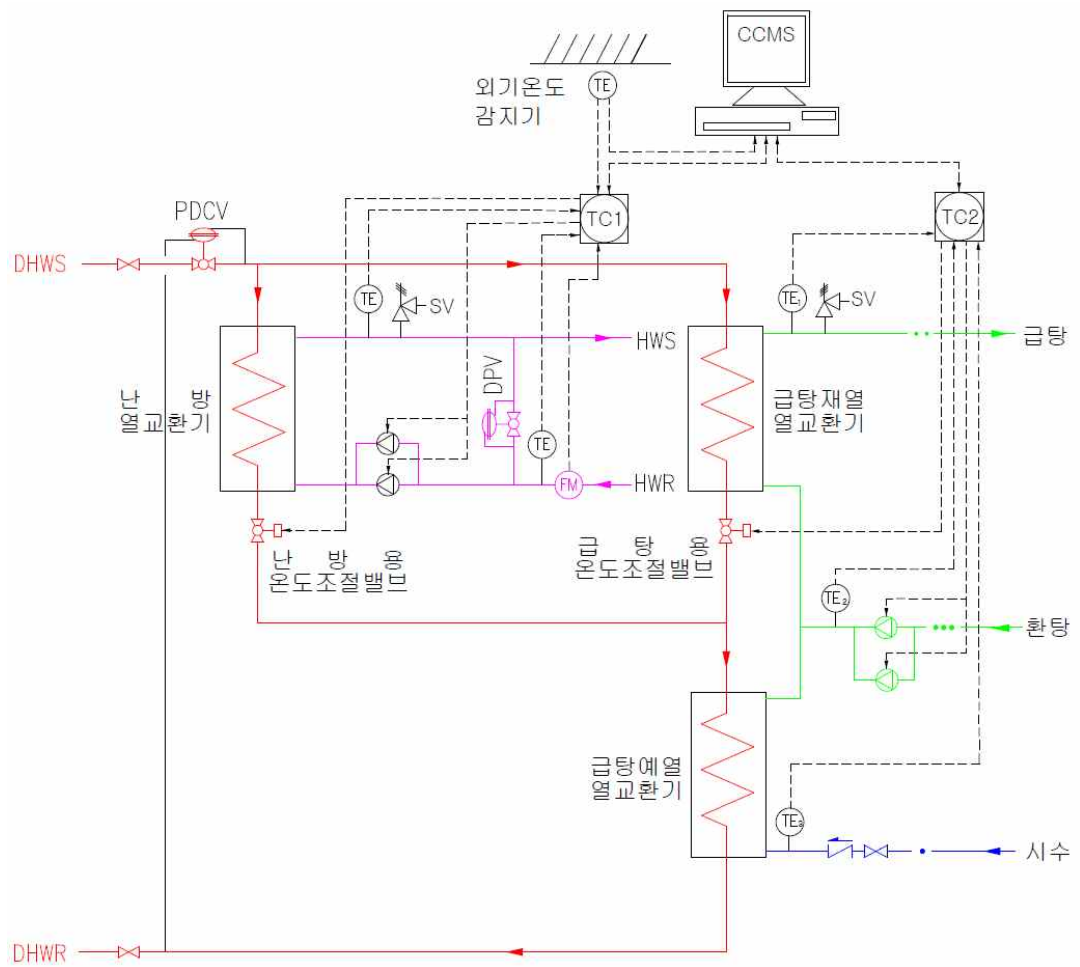 CCMS
외기온도
감지기
TE
TC1
TC2
PDCV
DHWS
TE
SV
TE₁
SV
HWS
급탕
난 방
열교환기
DPV
급탕재열
열교환기
TE
FM
HWR
난 방 용
온도조절밸브
급 탕 용
온도조절밸브
TE₂
환탕
급탕예열
열교환기
TE₃
시수
DHWR